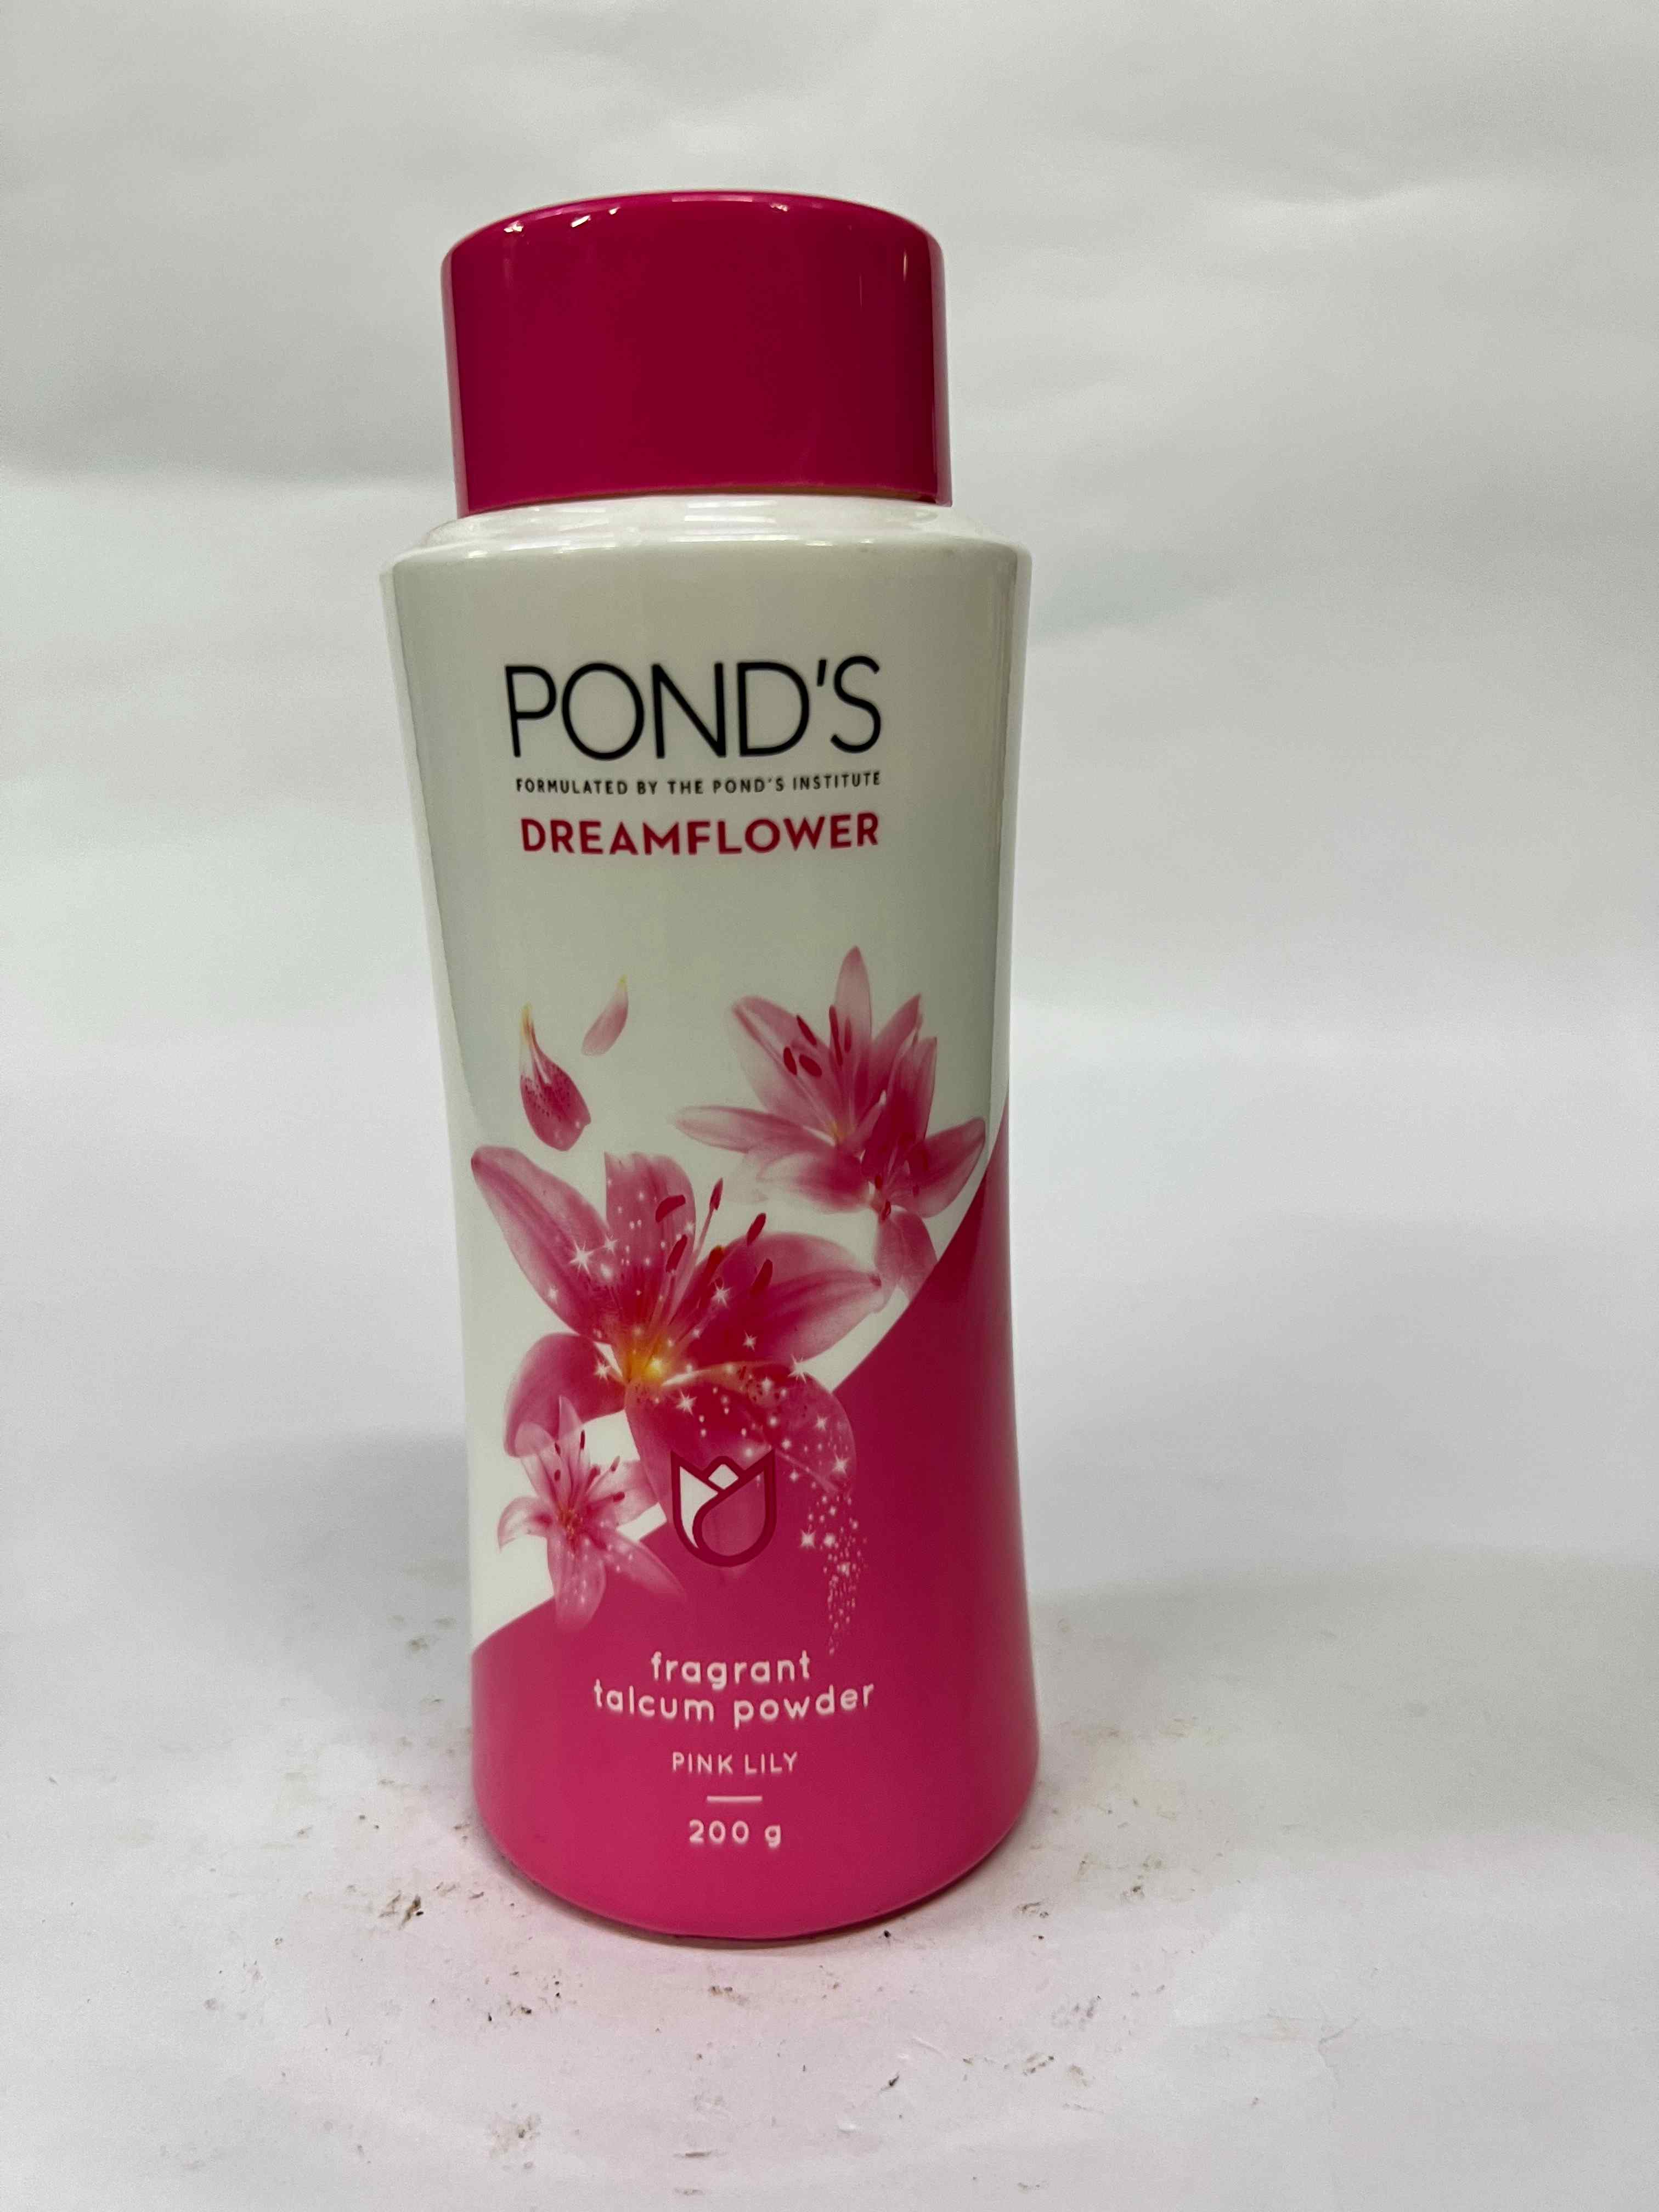 POND'S
FORMULATED BY THE POND'S INSTITUTE
DREAMFLOWER
fragrant
talcum powder
PINK LILY
200 g